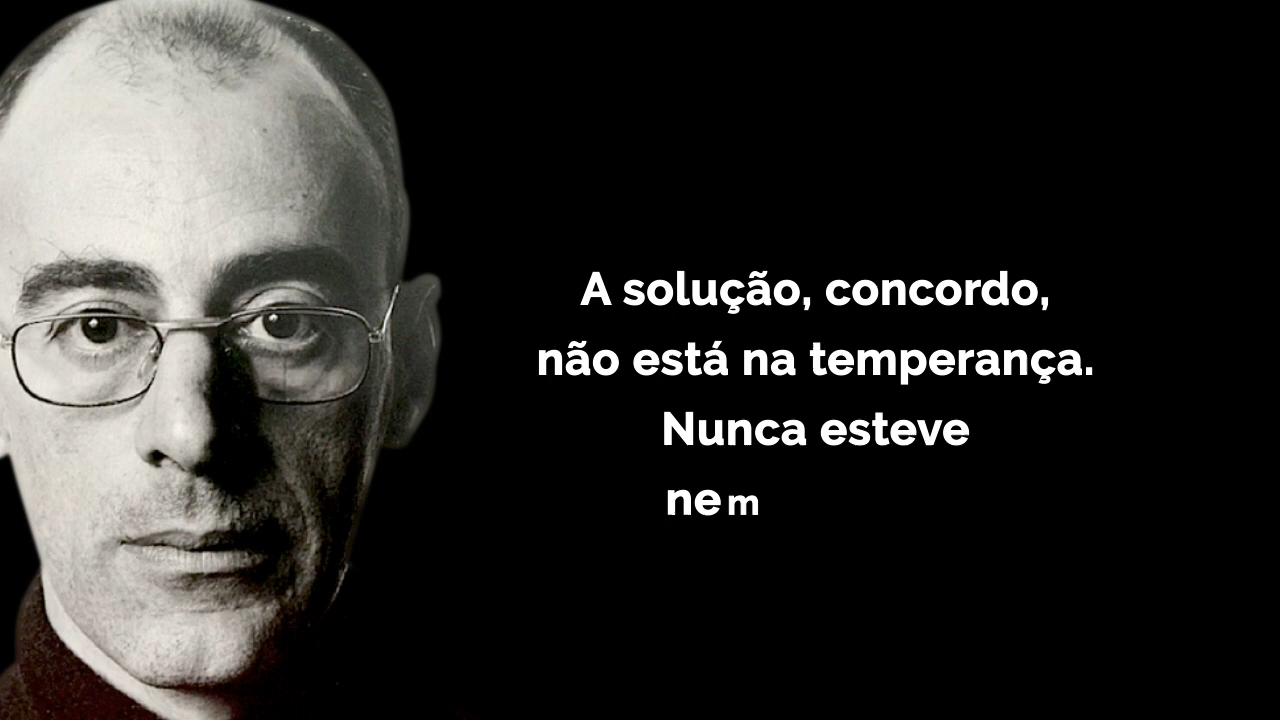 A solução, concordo,
não está na temperança.
Nunca esteve
nem